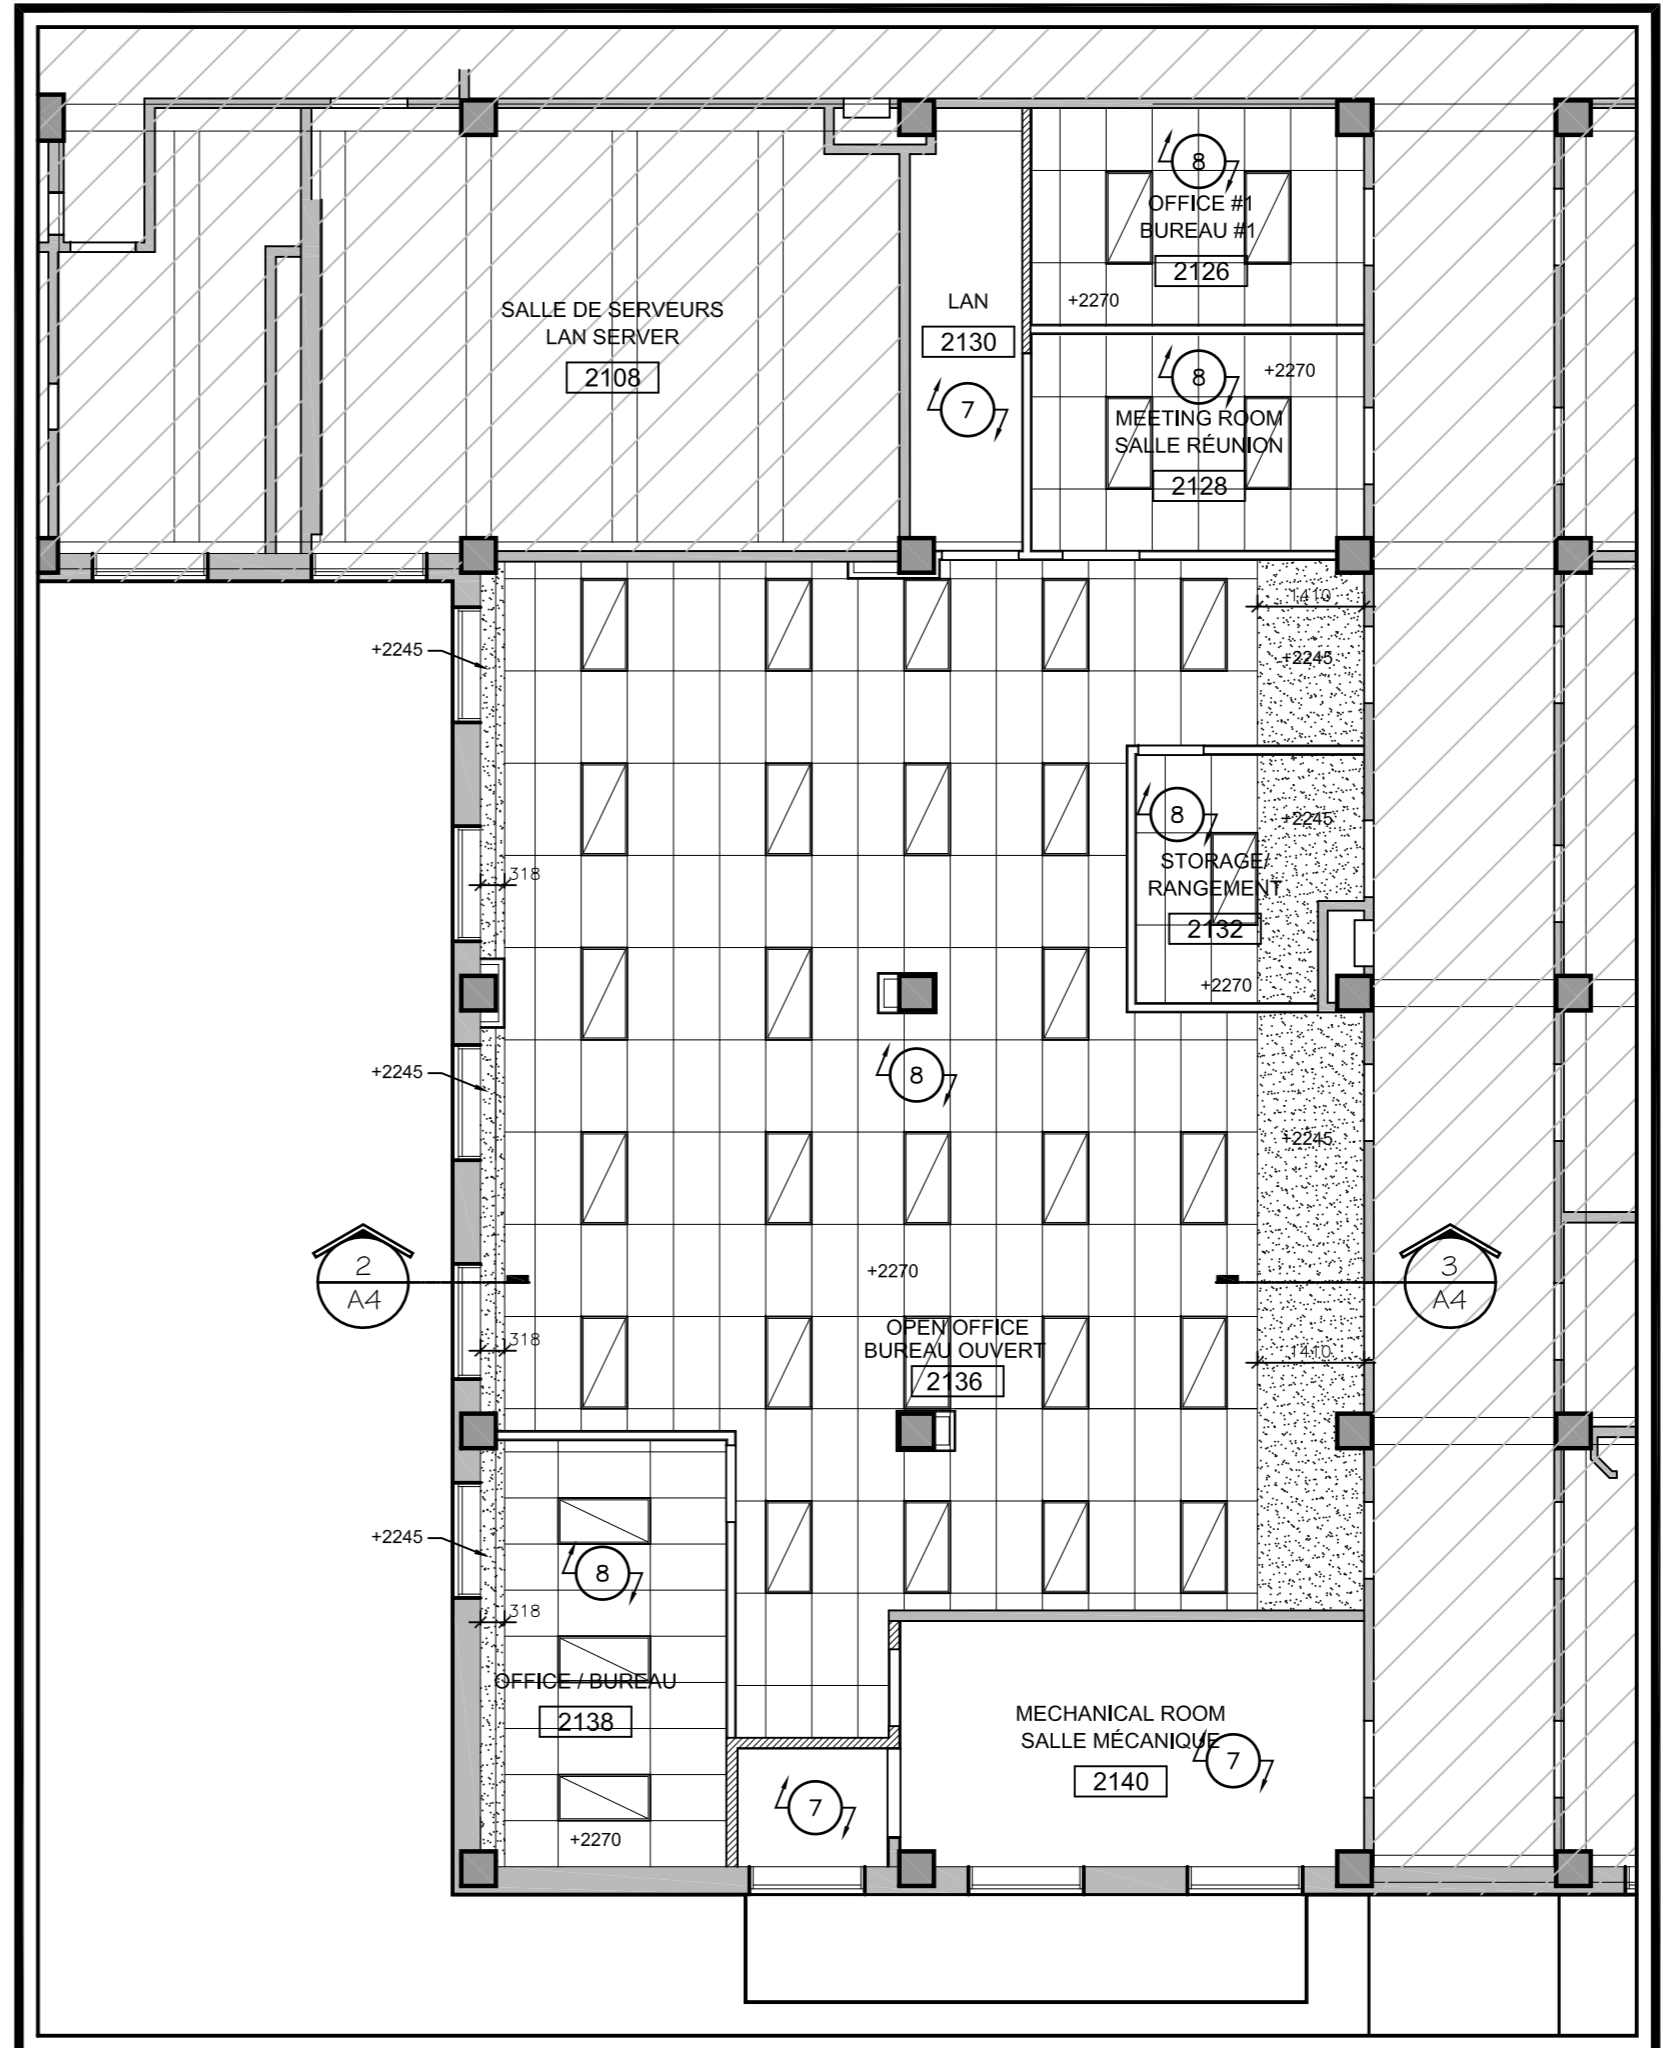 8
OFFICE #1
BUREAU #1
2126
+2270
SALLE DE SERVEURS
LAN SERVER
2108
LAN
2130
7
8
+2270
MEETING ROOM
SALLE RÉUNION
2128
1410
+2245
+2245
8
+2245
STORAGE/
RANGEMENT
2132
+2270
318
+2245
8
+2245
2
A4
3
A4
+2270
OPEN OFFICE
BUREAU OUVERT
2136
318
1410
+2245
8
318
OFFICE / BUREAU
2138
+2270
MECHANICAL ROOM
SALLE MÉCANIQUE
2140
7
7